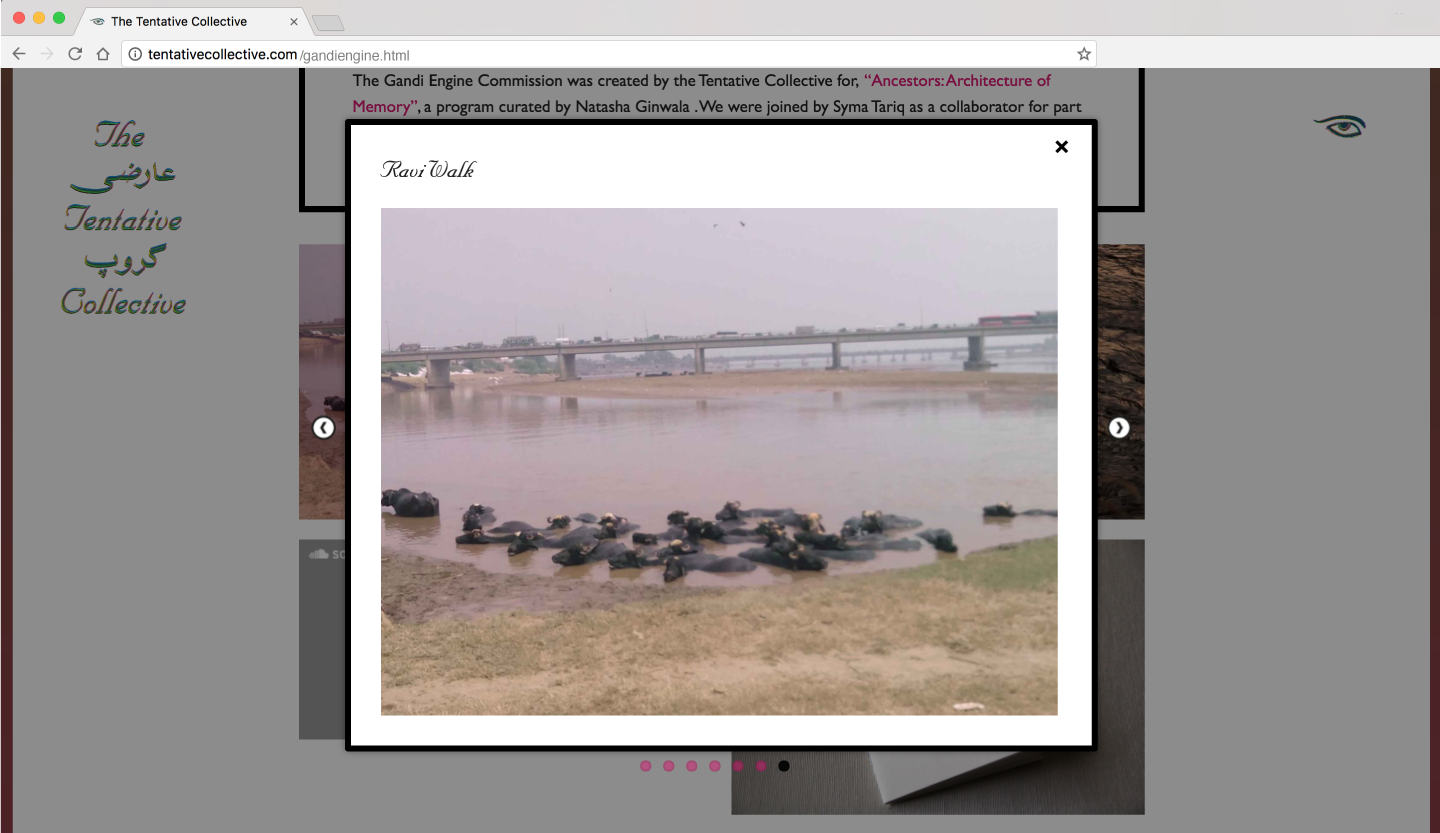 The Tentative Collective
tentativecollective.com/gandiengine.html
The Gandi Engine Commission was created by the Tentative Collective for, “Ancestors: Architecture of
Memory”, a program curated by Natasha Ginwala . We were joined by Syma Tariq as a collaborator for part
The
عارضی
Tentative
گروپ
Collective
Ravi Walk